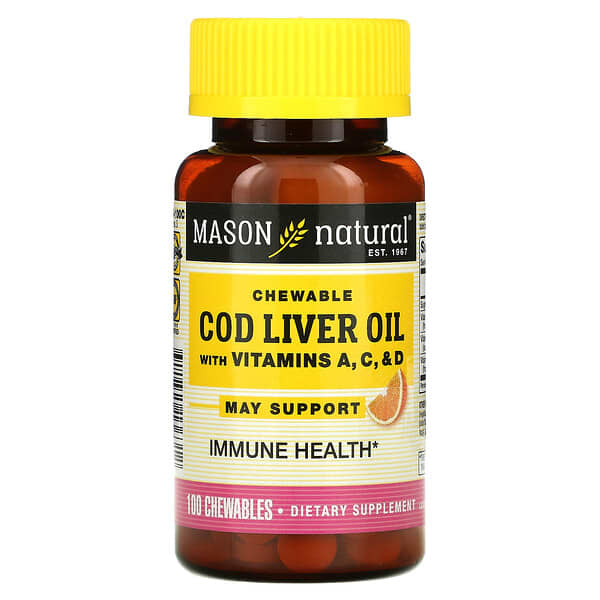 MASON natural®
EST. 1967
CHEWABLE
COD LIVER OIL
WITH VITAMINS A, C, & D
MAY SUPPORT
IMMUNE HEALTH*
100 CHEWABLES • DIETARY SUPPLEMENT